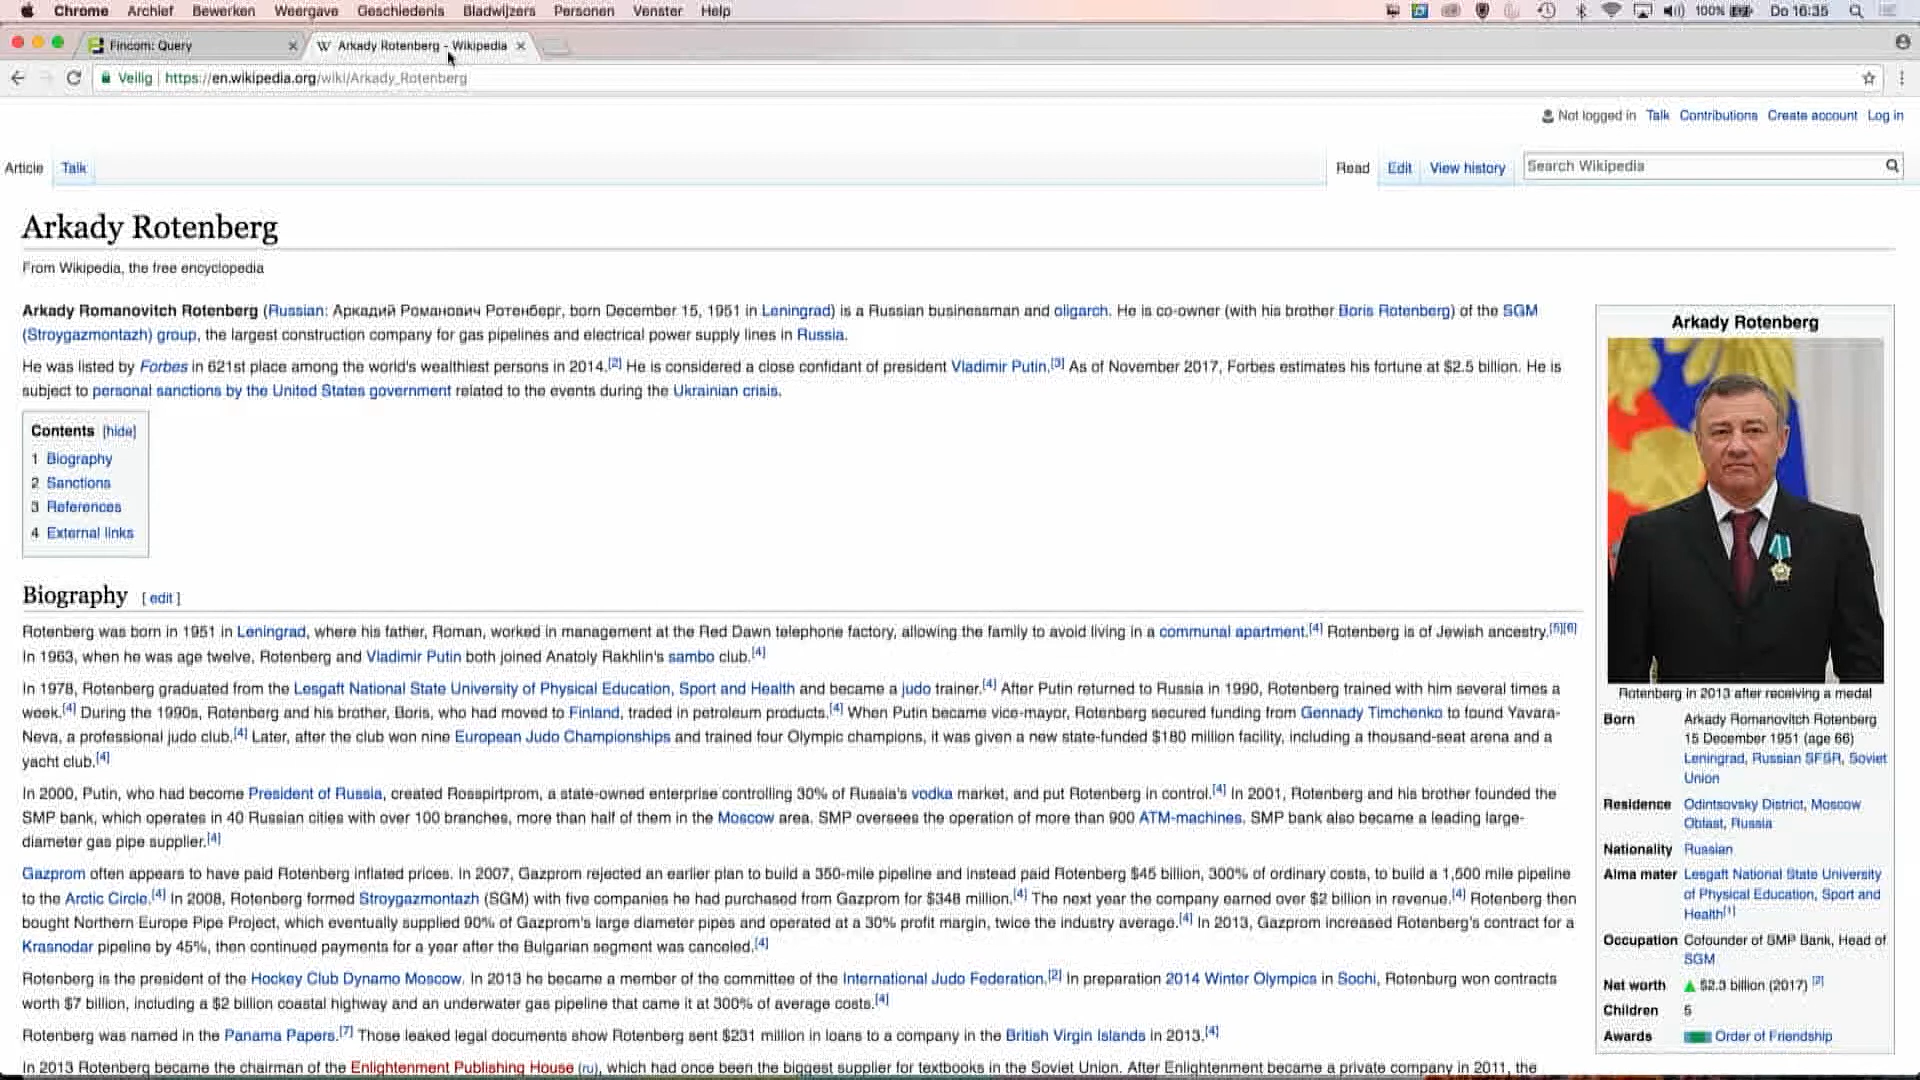 Chrome Archief Bewerken Weergave Geschiedenis Bladwijzers Personen Venster Help 100% Do 16:35
Fincom: Query
Arkady Rotenberg - Wikipedia
Veilig https://en.wikipedia.org/wiki/Arkady_Rotenberg
Not logged in Talk Contributions Create account Log in
Article Talk Read Edit View history Search Wikipedia
Arkady Rotenberg
From Wikipedia, the free encyclopedia
Arkady Romanovitch Rotenberg (Russian: Аркадий Романович Ротенберг, born December 15, 1951 in Leningrad) is a Russian businessman and oligarch. He is co-owner (with his brother Boris Rotenberg) of the SGM
(Stroygazmontazh) group, the largest construction company for gas pipelines and electrical power supply lines in Russia.
He was listed by Forbes in 621st place among the world's wealthiest persons in 2014.[2] He is considered a close confidant of president Vladimir Putin.[3] As of November 2017, Forbes estimates his fortune at $2.5 billion. He is
subject to personal sanctions by the United States government related to the events during the Ukrainian crisis.
Contents [hide]
1 Biography
2 Sanctions
3 References
4 External links
Biography [ edit ]
Rotenberg was born in 1951 in Leningrad, where his father, Roman, worked in management at the Red Dawn telephone factory, allowing the family to avoid living in a communal apartment.[4] Rotenberg is of Jewish ancestry.[5][6]
In 1963, when he was age twelve, Rotenberg and Vladimir Putin both joined Anatoly Rakhlin's sambo club.[4]
In 1978, Rotenberg graduated from the Lesgaft National State University of Physical Education, Sport and Health and became a judo trainer.[4] After Putin returned to Russia in 1990, Rotenberg trained with him several times a
week.[4] During the 1990s, Rotenberg and his brother, Boris, who had moved to Finland, traded in petroleum products.[4] When Putin became vice-mayor, Rotenberg secured funding from Gennady Timchenko to found Yavara-
Neva, a professional judo club.[4] Later, after the club won nine European Judo Championships and trained four Olympic champions, it was given a new state-funded $180 million facility, including a thousand-seat arena and a
yacht club.[4]
In 2000, Putin, who had become President of Russia, created Rosspirtprom, a state-owned enterprise controlling 30% of Russia's vodka market, and put Rotenberg in control.[4] In 2001, Rotenberg and his brother founded the
SMP bank, which operates in 40 Russian cities with over 100 branches, more than half of them in the Moscow area. SMP oversees the operation of more than 900 ATM-machines. SMP bank also became a leading large-
diameter gas pipe supplier.[4]
Gazprom often appears to have paid Rotenberg inflated prices. In 2007, Gazprom rejected an earlier plan to build a 350-mile pipeline and instead paid Rotenberg $45 billion, 300% of ordinary costs, to build a 1,500 mile pipeline
to the Arctic Circle.[4] In 2008, Rotenberg formed Stroygazmontazh (SGM) with five companies he had purchased from Gazprom for $348 million.[4] The next year the company earned over $2 billion in revenue.[4] Rotenberg then
bought Northern Europe Pipe Project, which eventually supplied 90% of Gazprom's large diameter pipes and operated at a 30% profit margin, twice the industry average.[4] In 2013, Gazprom increased Rotenberg's contract for a
Krasnodar pipeline by 45%, then continued payments for a year after the Bulgarian segment was canceled.[4]
Rotenberg is the president of the Hockey Club Dynamo Moscow. In 2013 he became a member of the committee of the International Judo Federation.[2] In preparation 2014 Winter Olympics in Sochi, Rotenburg won contracts
worth $7 billion, including a $2 billion coastal highway and an underwater gas pipeline that came it at 300% of average costs.[4]
Rotenberg was named in the Panama Papers.[7] Those leaked legal documents show Rotenberg sent $231 million in loans to a company in the British Virgin Islands in 2013.[4]
In 2013 Rotenberg became the chairman of the Enlightenment Publishing House (ru), which had once been the biggest supplier for textbooks in the Soviet Union. After Enlightenment became a private company in 2011, the
Arkady Rotenberg
Rotenberg in 2013 after receiving a medal
Born Arkady Romanovitch Rotenberg
15 December 1951 (age 66)
Leningrad, Russian SFSR, Soviet
Union
Residence Odintsovsky District, Moscow
Oblast, Russia
Nationality Russian
Alma mater Lesgaft National State University
of Physical Education, Sport and
Health[1]
Occupation Cofounder of SMP Bank, Head of
SGM
Net worth ▲ $2.3 billion (2017) [2]
Children 5
Awards Order of Friendship